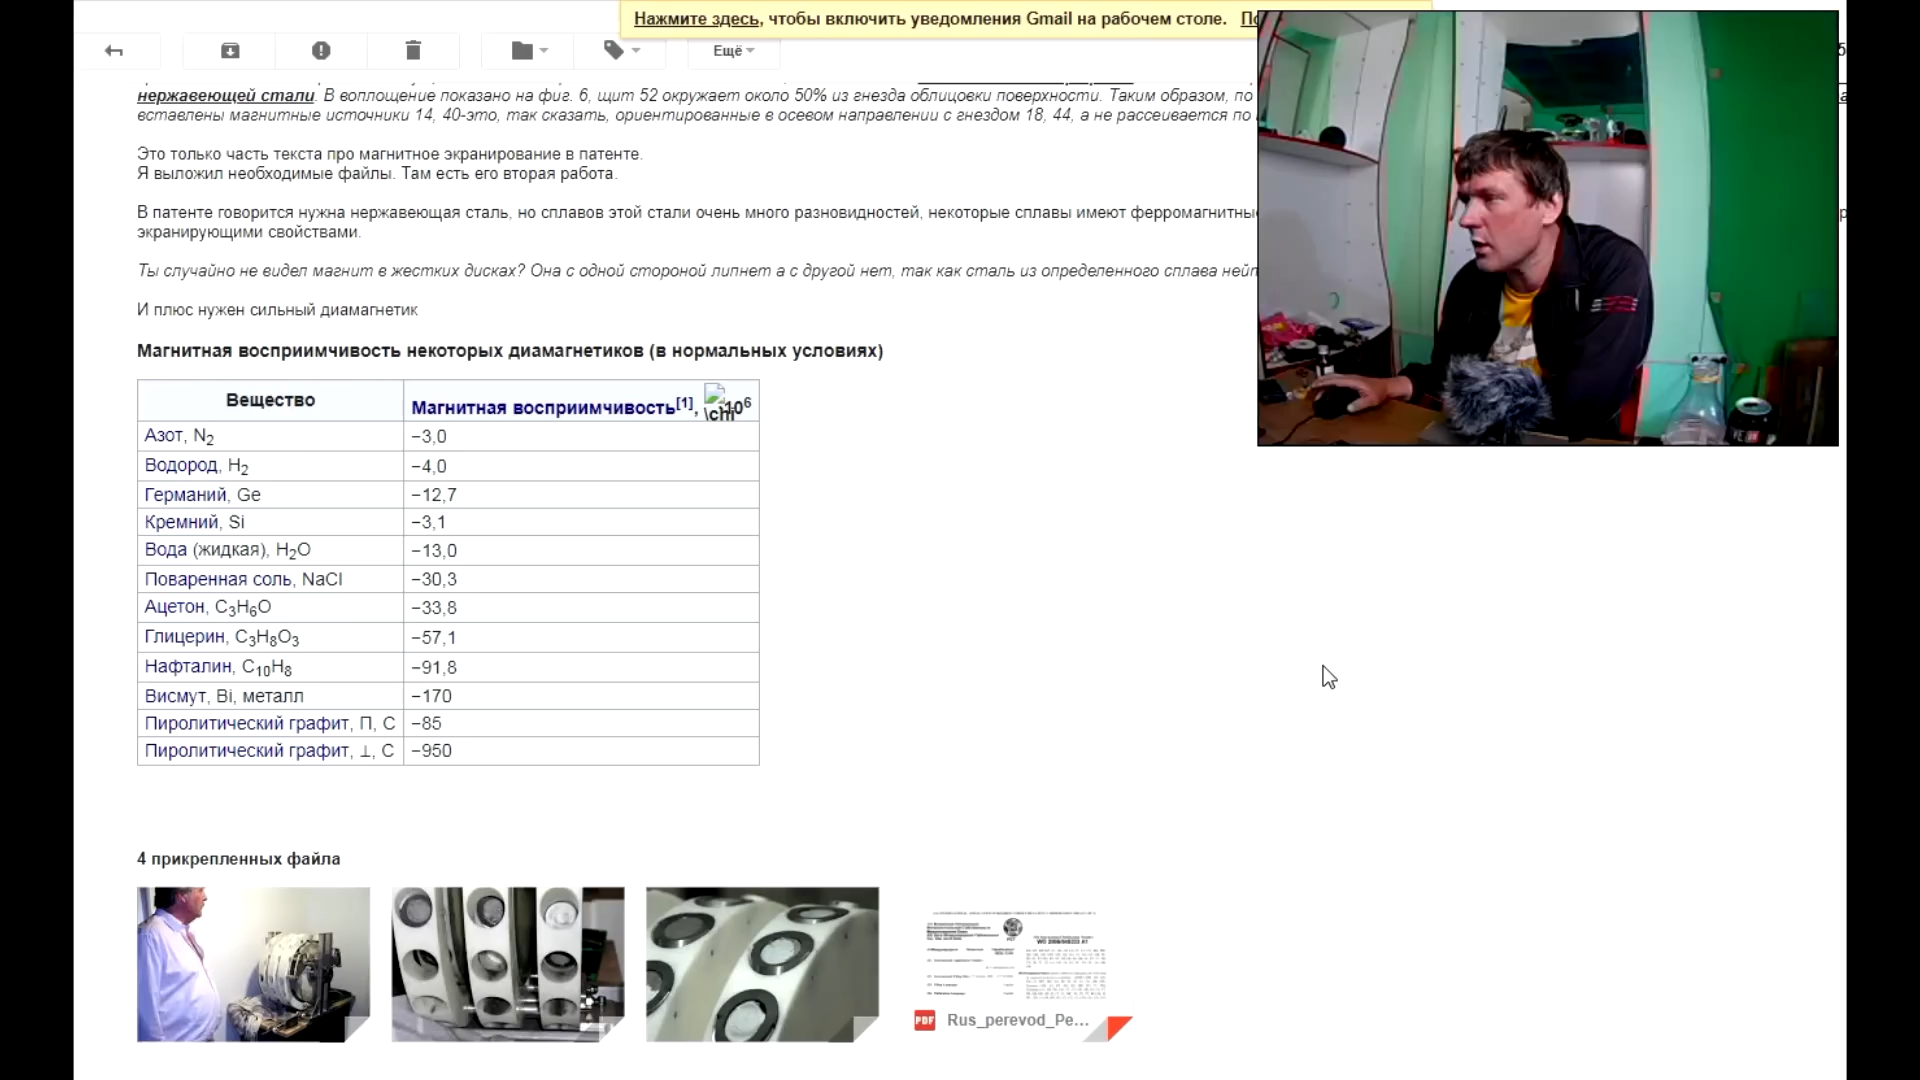 Нажмите здесь, чтобы включить уведомления Gmail на рабочем столе. По
Ещё
5
нержавеющей стали. В воплощение показано на фиг. 6, щит 52 окружает около 50% из гнезда облицовки поверхности. Таким образом, по
вставлены магнитные источники 14, 40-это, так сказать, ориентированные в осевом направлении с гнездом 18, 44, а не рассеивается по
Это только часть текста про магнитное экранирование в патенте.
Я выложил необходимые файлы. Там есть его вторая работа.
В патенте говорится нужна нержавеющая сталь, но сплавов этой стали очень много разновидностей, некоторые сплавы имеют ферромагнитны
экранирующими свойствами.
Ты случайно не видел магнит в жестких дисках? Она с одной стороной липнет а с другой нет, так как сталь из определенного сплава
И плюс нужен сильный диамагнетик
Магнитная восприимчивость некоторых диамагнетиков (в нормальных условиях)
Вещество Магнитная восприимчивость[1], 10⁶
Азот, N₂ −3,0
Водород, H₂ −4,0
Германий, Ge −12,7
Кремний, Si −3,1
Вода (жидкая), H₂O −13,0
Поваренная соль, NaCl −30,3
Ацетон, C₃H₆O −33,8
Глицерин, C₃H₈O₃ −57,1
Нафталин, C₁₀H₈ −91,8
Висмут, Bi, металл −170
Пиролитический графит, П, C −85
Пиролитический графит, ⊥, C −950
4 прикрепленных файла
PDF Rus_perevod_Pe...